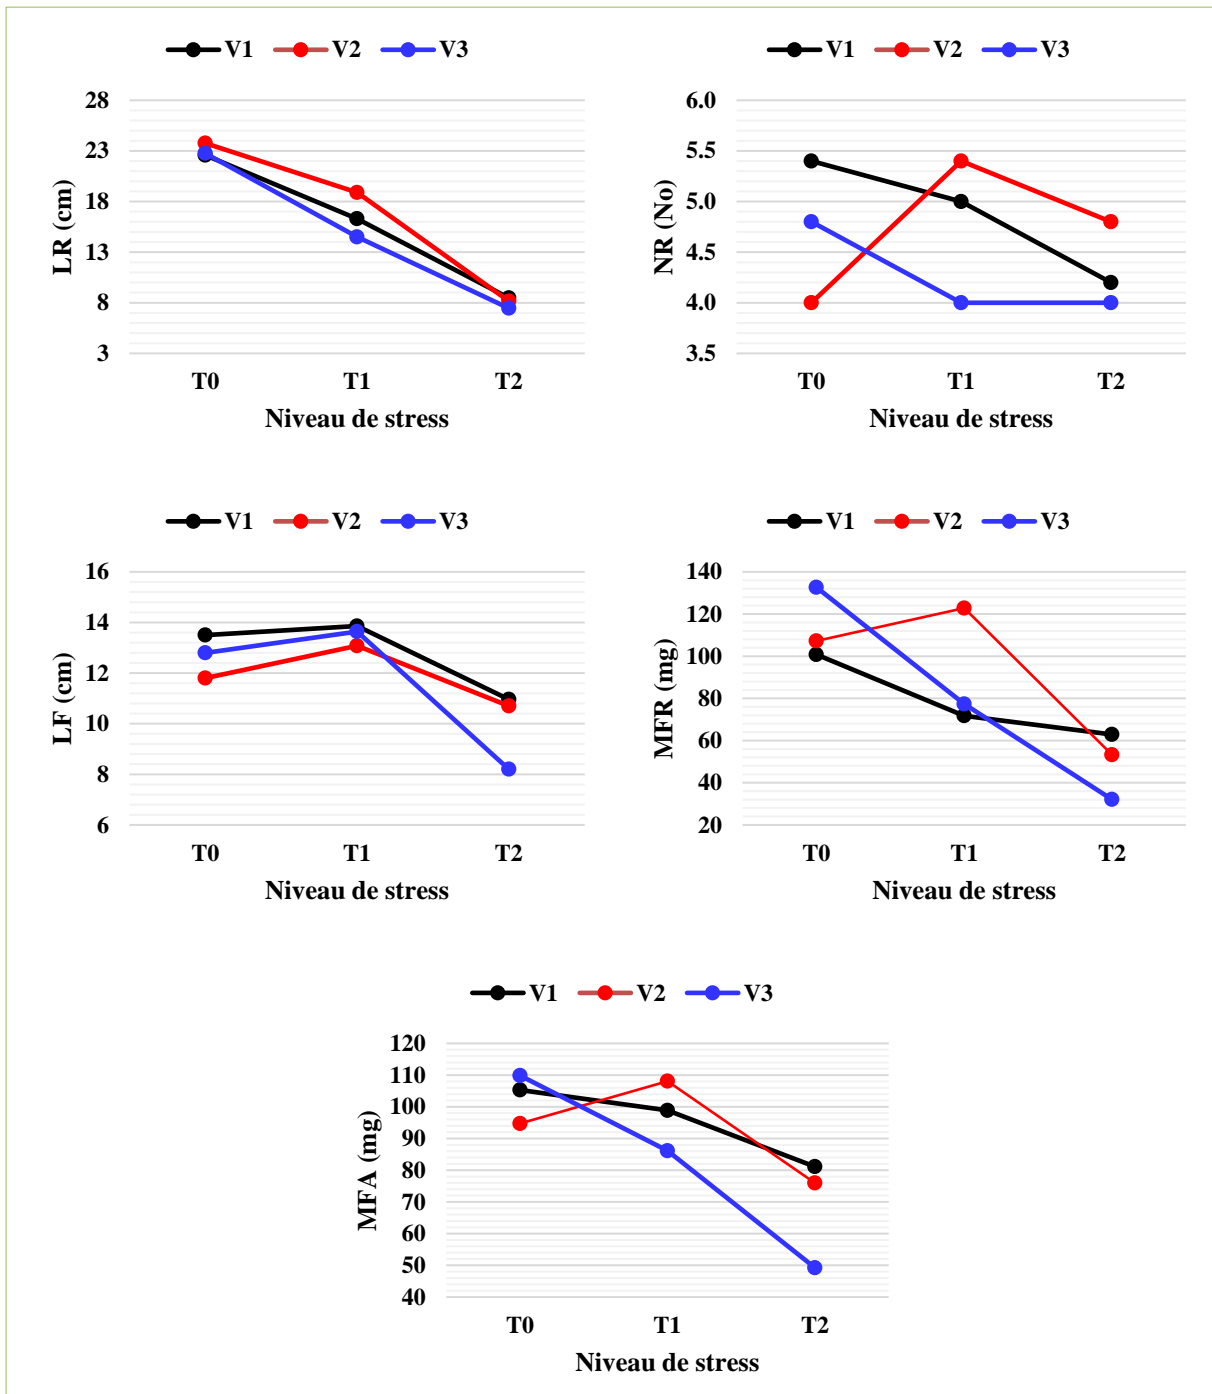 V1 V2 V3
LR (cm)
28
23
18
13
8
3
T0 T1 T2
Niveau de stress
V1 V2 V3
NR (No)
6.0
5.5
5.0
4.5
4.0
3.5
T0 T1 T2
Niveau de stress
V1 V2 V3
LF (cm)
16
14
12
10
8
6
T0 T1 T2
Niveau de stress
V1 V2 V3
MFR (mg)
140
120
100
80
60
40
20
T0 T1 T2
Niveau de stress
V1 V2 V3
MFA (mg)
120
110
100
90
80
70
60
50
40
T0 T1 T2
Niveau de stress